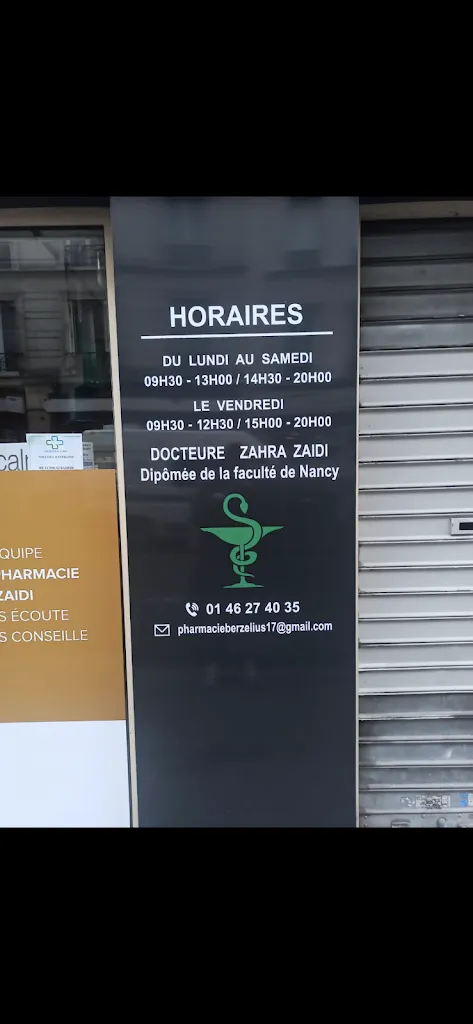 HORAIRES
DU LUNDI AU SAMEDI
09H30 - 13H00 / 14H30 - 20H00
LE VENDREDI
09H30 - 12H30 / 15H00 - 20H00
DOCTEURE ZAHRA ZAIDI
Dipômée de la faculté de Nancy
01 46 27 40 35
pharmacieberzelius17@gmail.com
QUIPE
PHARMACIE
ZAIDI
S ÉCOUTE
S CONSEILLE